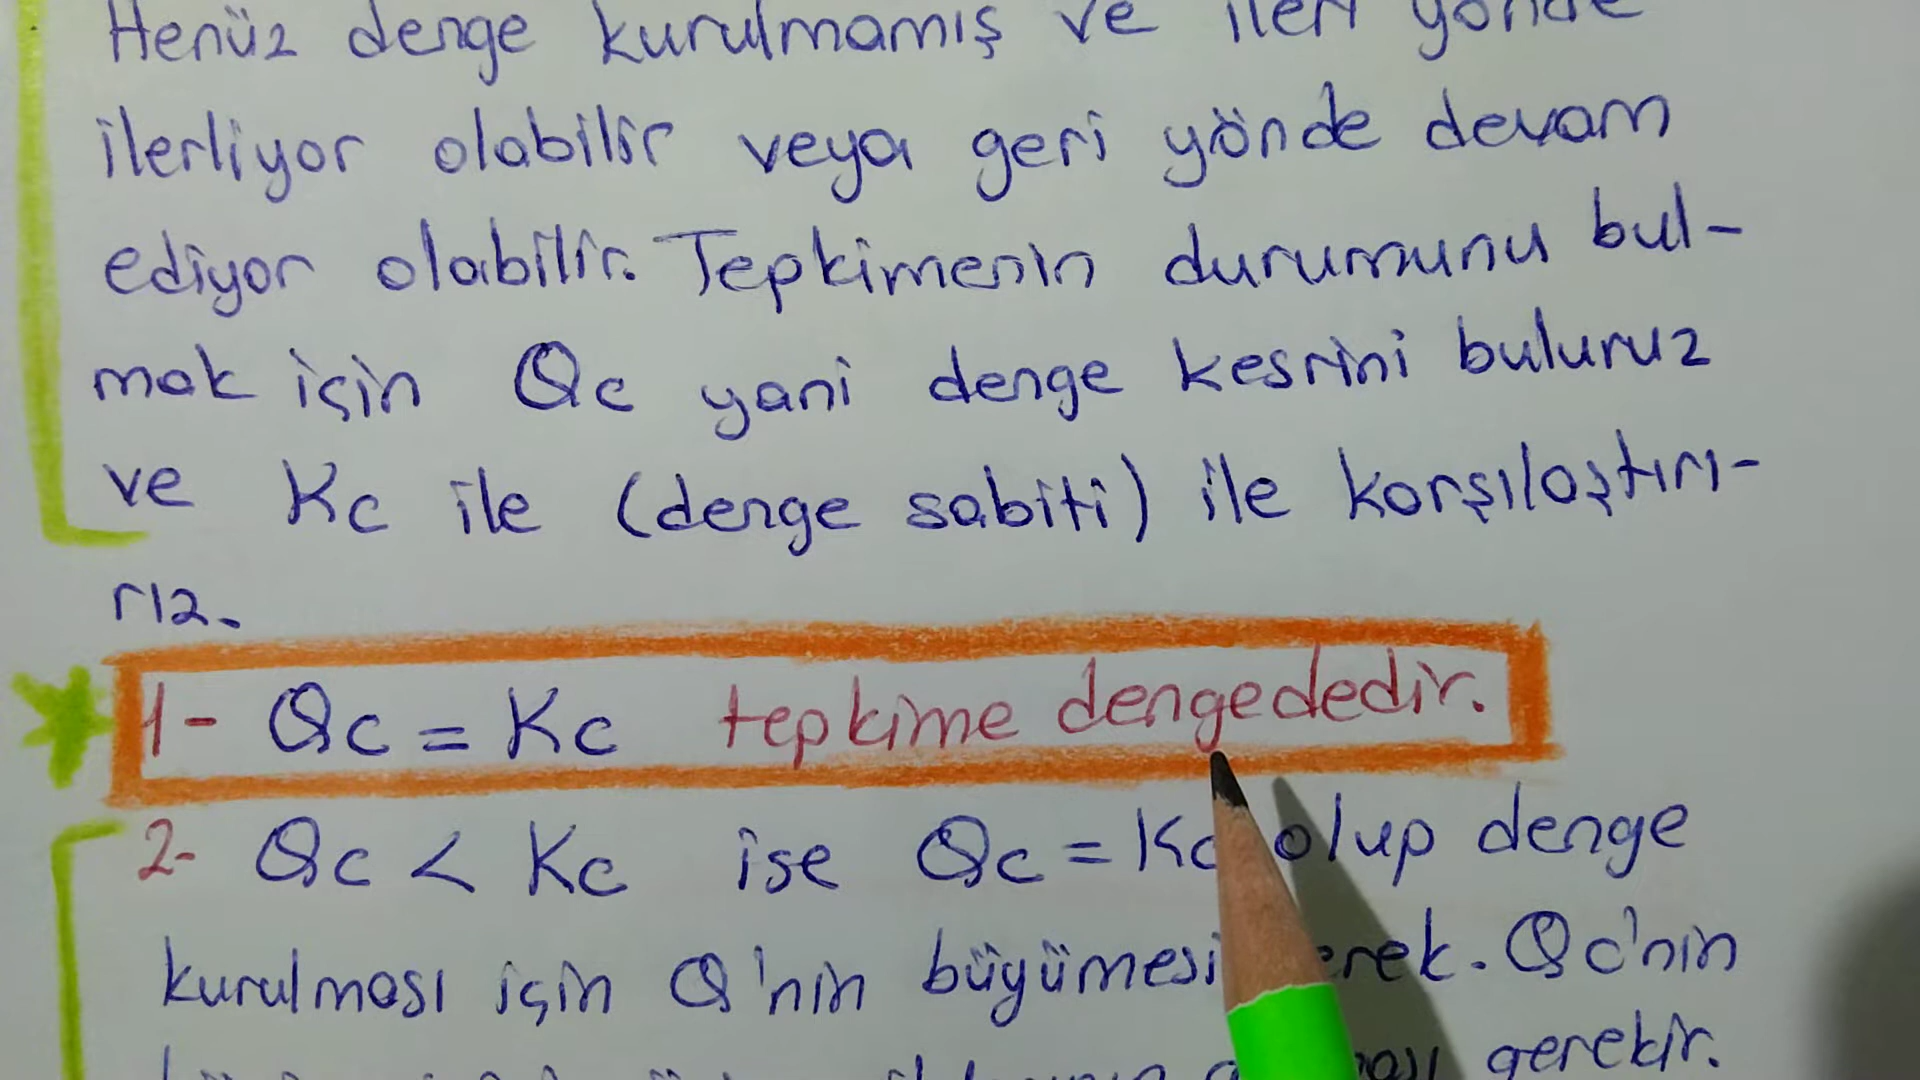 Henüz denge kurulmamış ve ileri yönde
ilerliyor olabilir veya geri yönde devam
ediyor olabilir. Tepkimenin durumunu bul-
mak için Qc yani denge kesrini buluruz
ve Kc ile (denge sabiti) ile karşılaştırı-
rız.
1- Qc = Kc tepkime dengededir.
2- Qc < Kc ise Qc = Kc olup denge
kurulması için Q'nin büyümesi Qc'nin
gerekir.